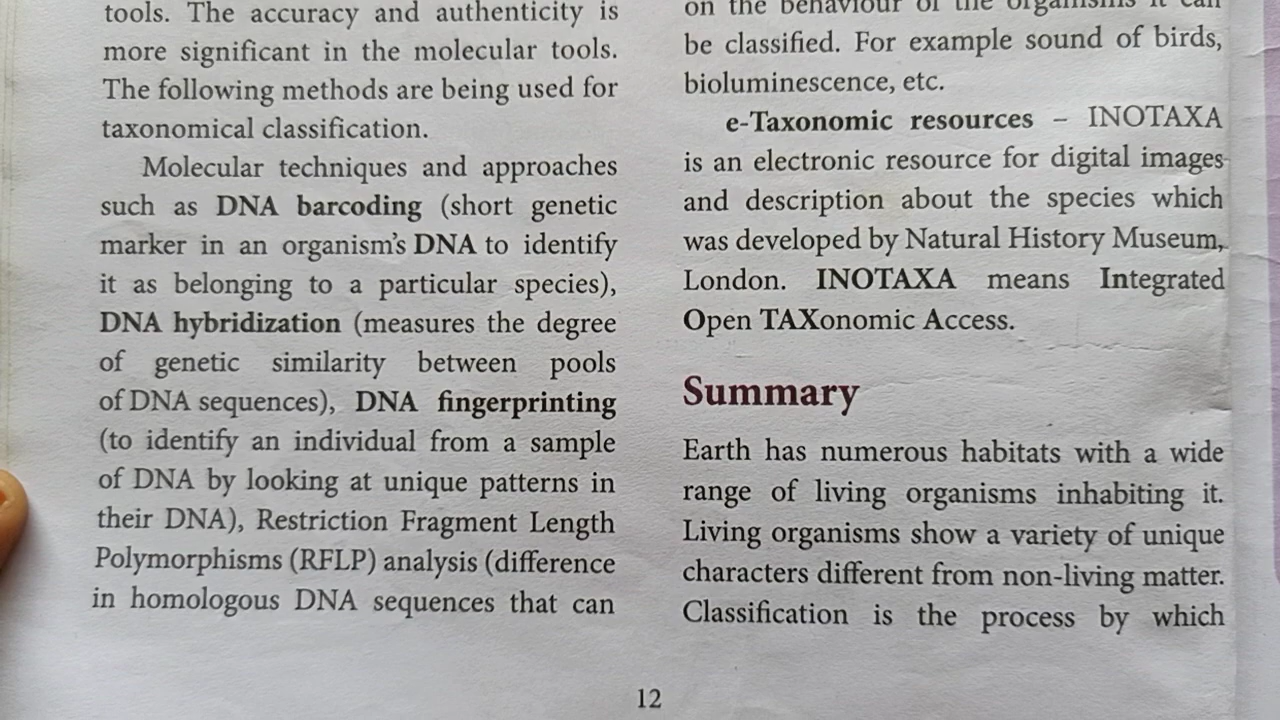 tools. The accuracy and authenticity is
more significant in the molecular tools.
The following methods are being used for
taxonomical classification.
Molecular techniques and approaches
such as DNA barcoding (short genetic
marker in an organism's DNA to identify
it as belonging to a particular species),
DNA hybridization (measures the degree
of genetic similarity between pools
of DNA sequences), DNA fingerprinting
(to identify an individual from a sample
of DNA by looking at unique patterns in
their DNA), Restriction Fragment Length
Polymorphisms (RFLP) analysis (difference
in homologous DNA sequences that can
on the behaviour of the organisms it can
be classified. For example sound of birds,
bioluminescence, etc.
e-Taxonomic resources – INOTAXA
is an electronic resource for digital images
and description about the species which
was developed by Natural History Museum,
London. INOTAXA means Integrated
Open TAXonomic Access.
Summary
Earth has numerous habitats with a wide
range of living organisms inhabiting it.
Living organisms show a variety of unique
characters different from non-living matter.
Classification is the process by which
12